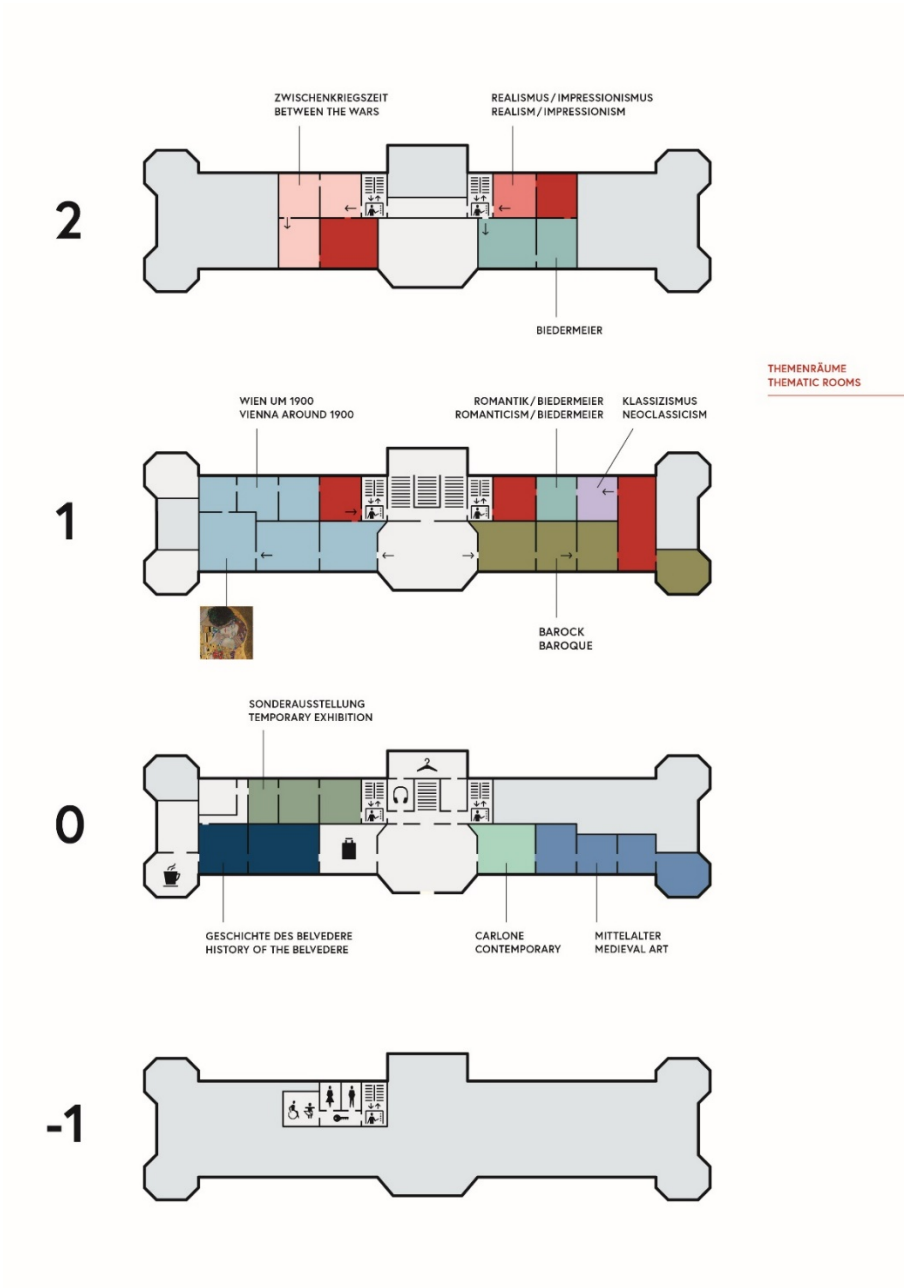 ZWISCHENKRIEGSZEIT
BETWEEN THE WARS
REALISMUS/IMPRESSIONISMUS
REALISM/IMPRESSIONISM
2
BIEDERMEIER
THEMENRÄUME
THEMATIC ROOMS
WIEN UM 1900
VIENNA AROUND 1900
ROMANTIK/BIEDERMEIER
ROMANTICISM/BIEDERMEIER
KLASSIZISMUS
NEOCLASSICISM
1
BAROCK
BAROQUE
SONDERAUSSTELLUNG
TEMPORARY EXHIBITION
0
GESCHICHTE DES BELVEDERE
HISTORY OF THE BELVEDERE
CARLONE
CONTEMPORARY
MITTELALTER
MEDIEVAL ART
-1